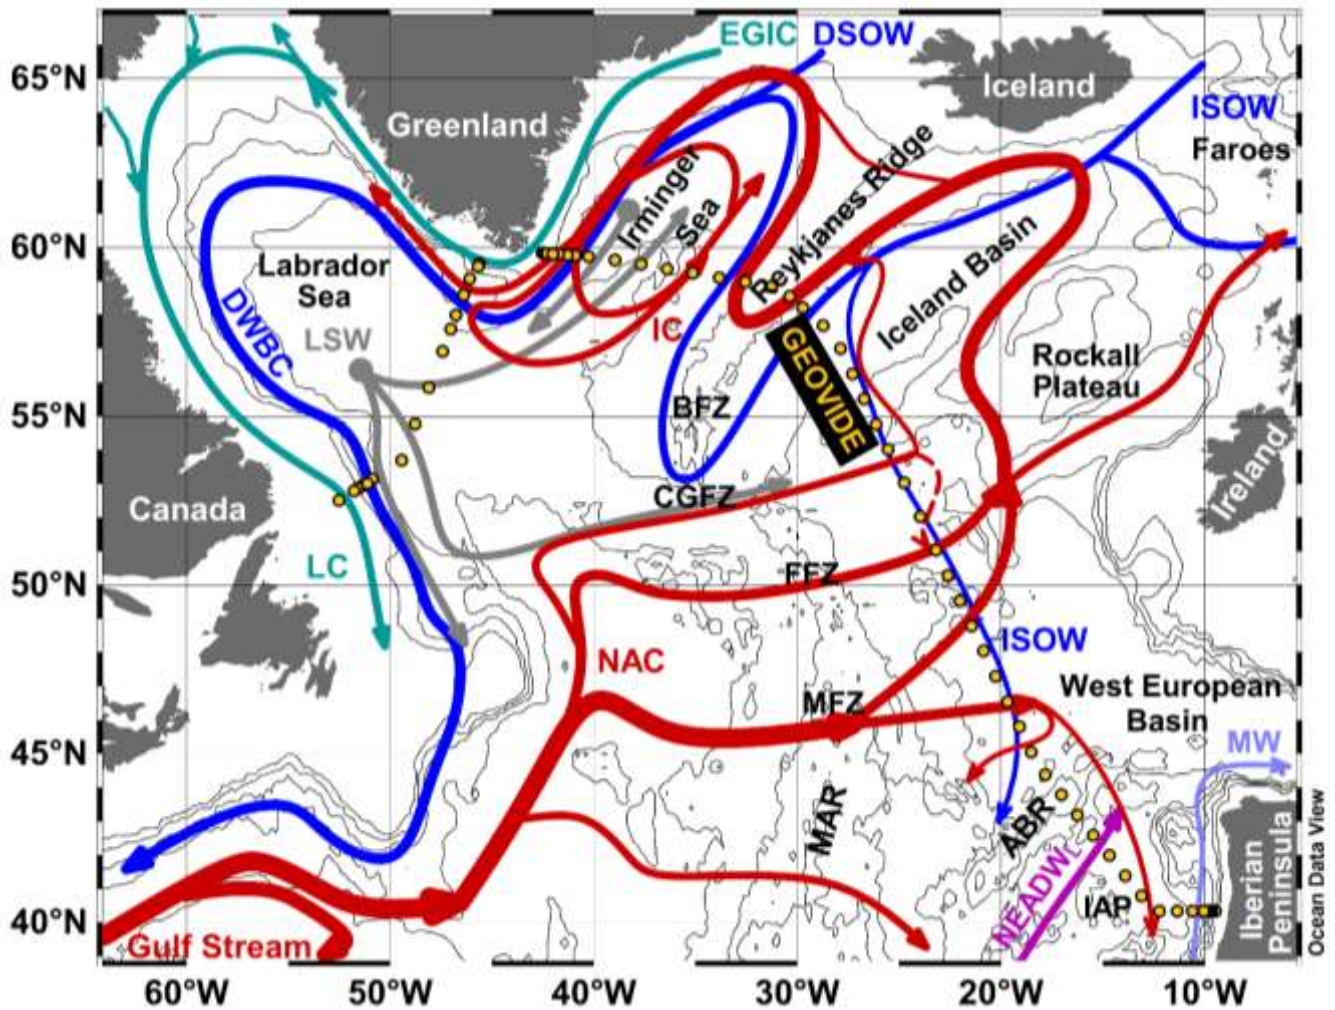 EGIC
DSOW
65°N
Iceland
ISOW
Greenland
Faroes
Irminger
Sea
Reykjanes Ridge
60°N
Labrador
Sea
Iceland Basin
DWBC
LSW
IC
GEOVIDE
Rockall
Plateau
55°N
BFZ
Ireland
CGFZ
Canada
LC
FFZ
50°N
NAC
ISOW
MFZ
West European
Basin
45°N
MW
MAR
ABR
NEADWL
IAP
40°N
Gulf Stream
Iberian
Peninsula
Ocean Data View
60°W
50°W
40°W
30°W
20°W
10°W